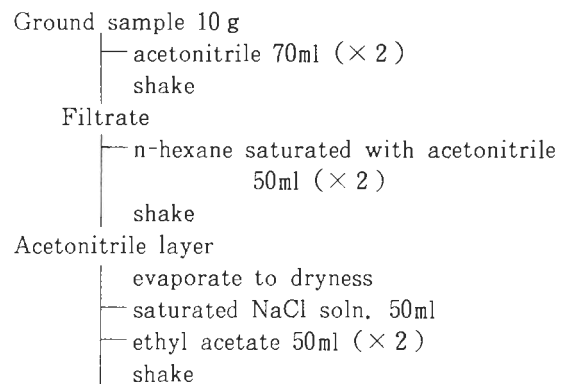 Ground sample 10 g
acetonitrile 70ml (×2)
shake
Filtrate
n-hexane saturated with acetonitrile
50ml (×2)
shake
Acetonitrile layer
evaporate to dryness
saturated NaCl soln. 50ml
ethyl acetate 50ml (×2)
shake